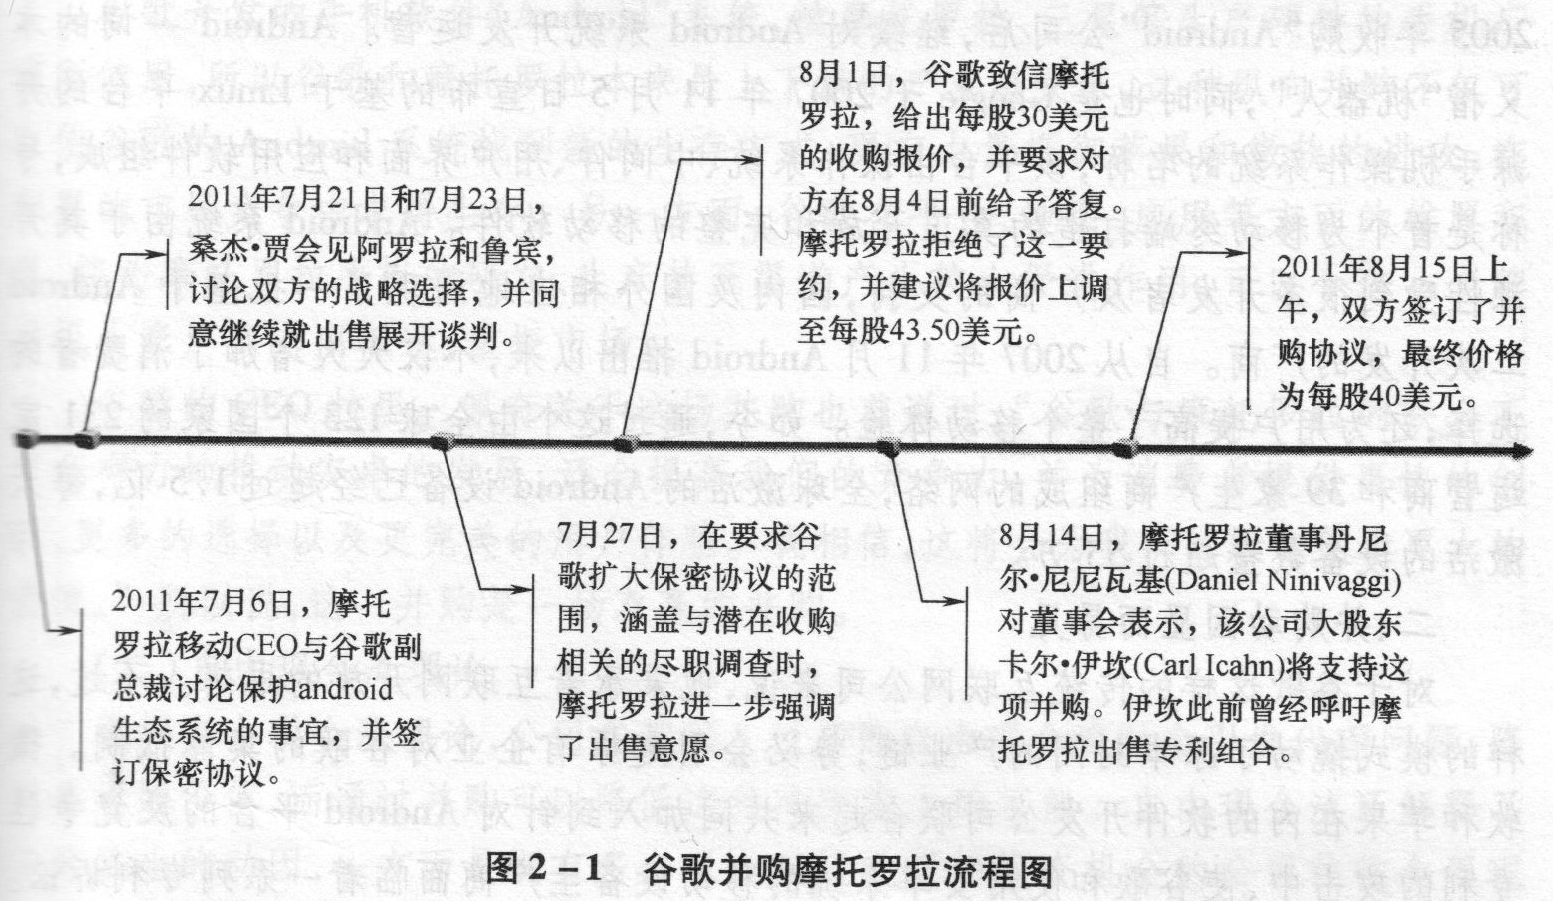 2011年7月6日，摩托
罗拉移动CEO与谷歌副
总裁讨论保护android
生态系统的事宜，并签
订保密协议。
2011年7月21日和7月23日，
桑杰•贾会见阿罗拉和鲁宾，
讨论双方的战略选择，并同
意继续就出售展开谈判。
7月27日，在要求谷
歌扩大保密协议的范
围，涵盖与潜在收购
相关的尽职调查时，
摩托罗拉进一步强调
了出售意愿。
8月1日，谷歌致信摩托
罗拉，给出每股30美元
的收购报价，并要求对
方在8月4日前给予答复。
摩托罗拉拒绝了这一要
约，并建议将报价上调
至每股43.50美元。
8月14日，摩托罗拉董事丹尼
尔•尼尼瓦基(Daniel Ninivaggi)
对董事会表示，该公司大股东
卡尔•伊坎(Carl Icahn)将支持这
项并购。伊坎此前曾经呼吁摩
托罗拉出售专利组合。
2011年8月15日上
午，双方签订了并
购协议，最终价格
为每股40美元。
图2-1 谷歌并购摩托罗拉流程图